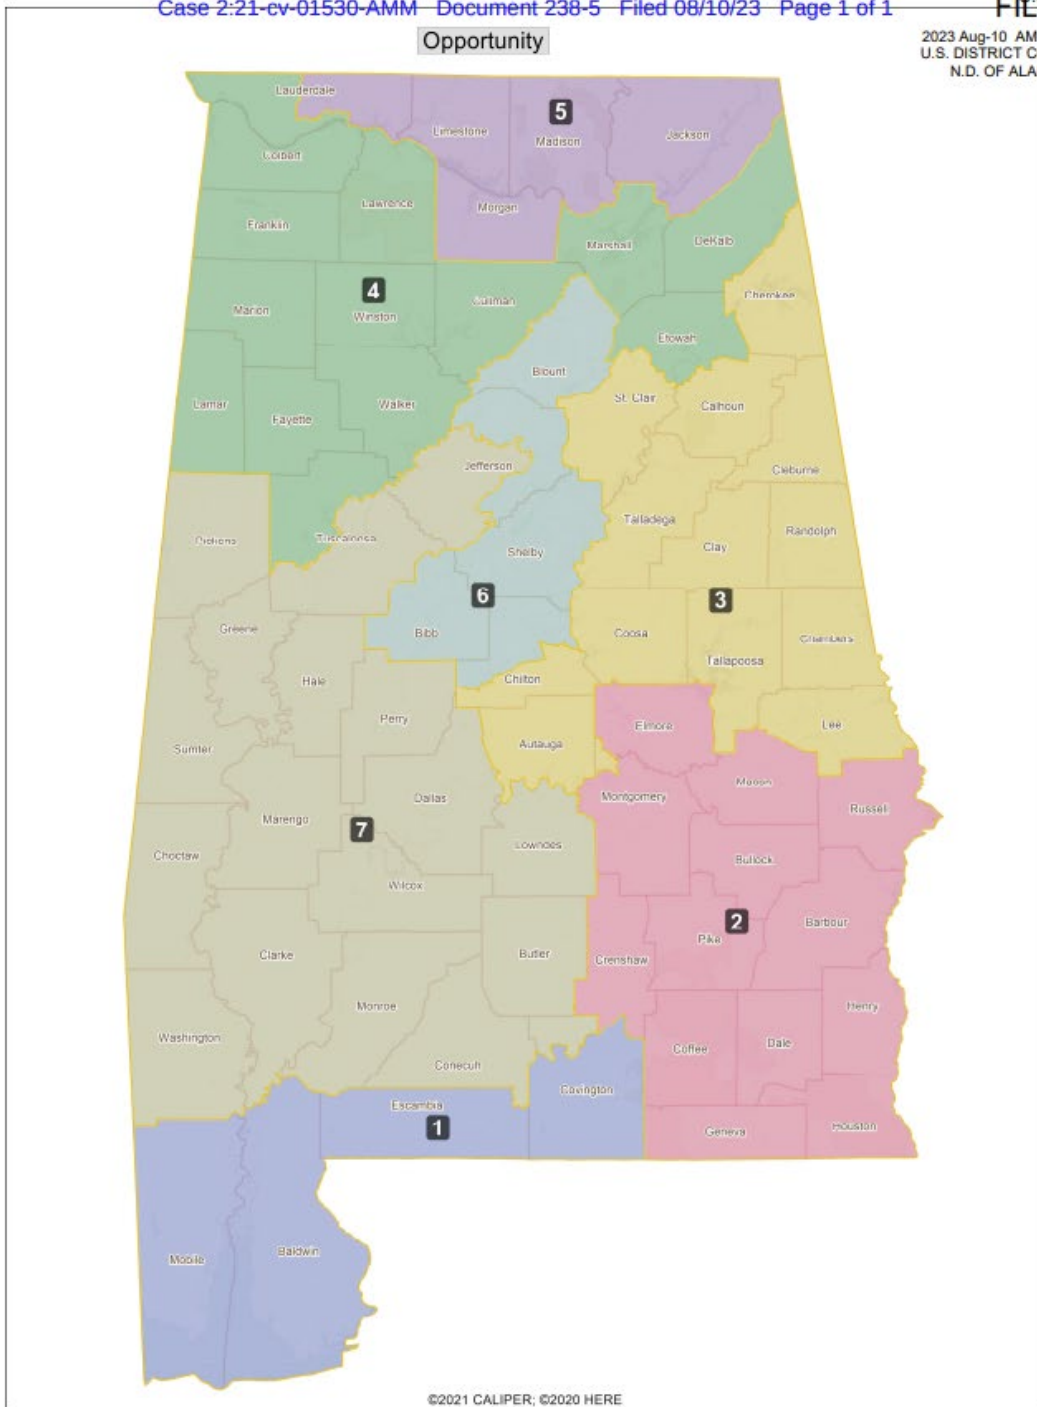 Case 2:21-cv-01530-AMM Document 238-5 Filed 08/10/23 Page 1 of 1
Opportunity
2023 Aug-10 AM
U.S. DISTRICT C
N.D. OF ALA
Lauderdale
5
Limestone
Madison
Jackson
Colbert
Lawrence
Morgan
Franklin
Marshall
DeKalb
4
Cherokee
Marion
Winston
Cullman
Etowah
Blount
Lamar
Fayette
Walker
St. Clair
Calhoun
Jefferson
Cleburne
Pickens
Tuscaloosa
Talladega
Randolph
Shelby
Clay
6
3
Greene
Bibb
Coosa
Chambers
Tallapoosa
Hale
Chilton
Perry
Elmore
Lee
Sumter
Autauga
Macon
Dallas
Montgomery
Russell
Marengo
7
Choctaw
Lowndes
Bullock
Wilcox
2
Barbour
Clarke
Butler
Crenshaw
Pike
Monroe
Henry
Washington
Conecuh
Coffee
Dale
Covington
Escambia
1
Geneva
Houston
Mobile
Baldwin
©2021 CALIPER; ©2020 HERE